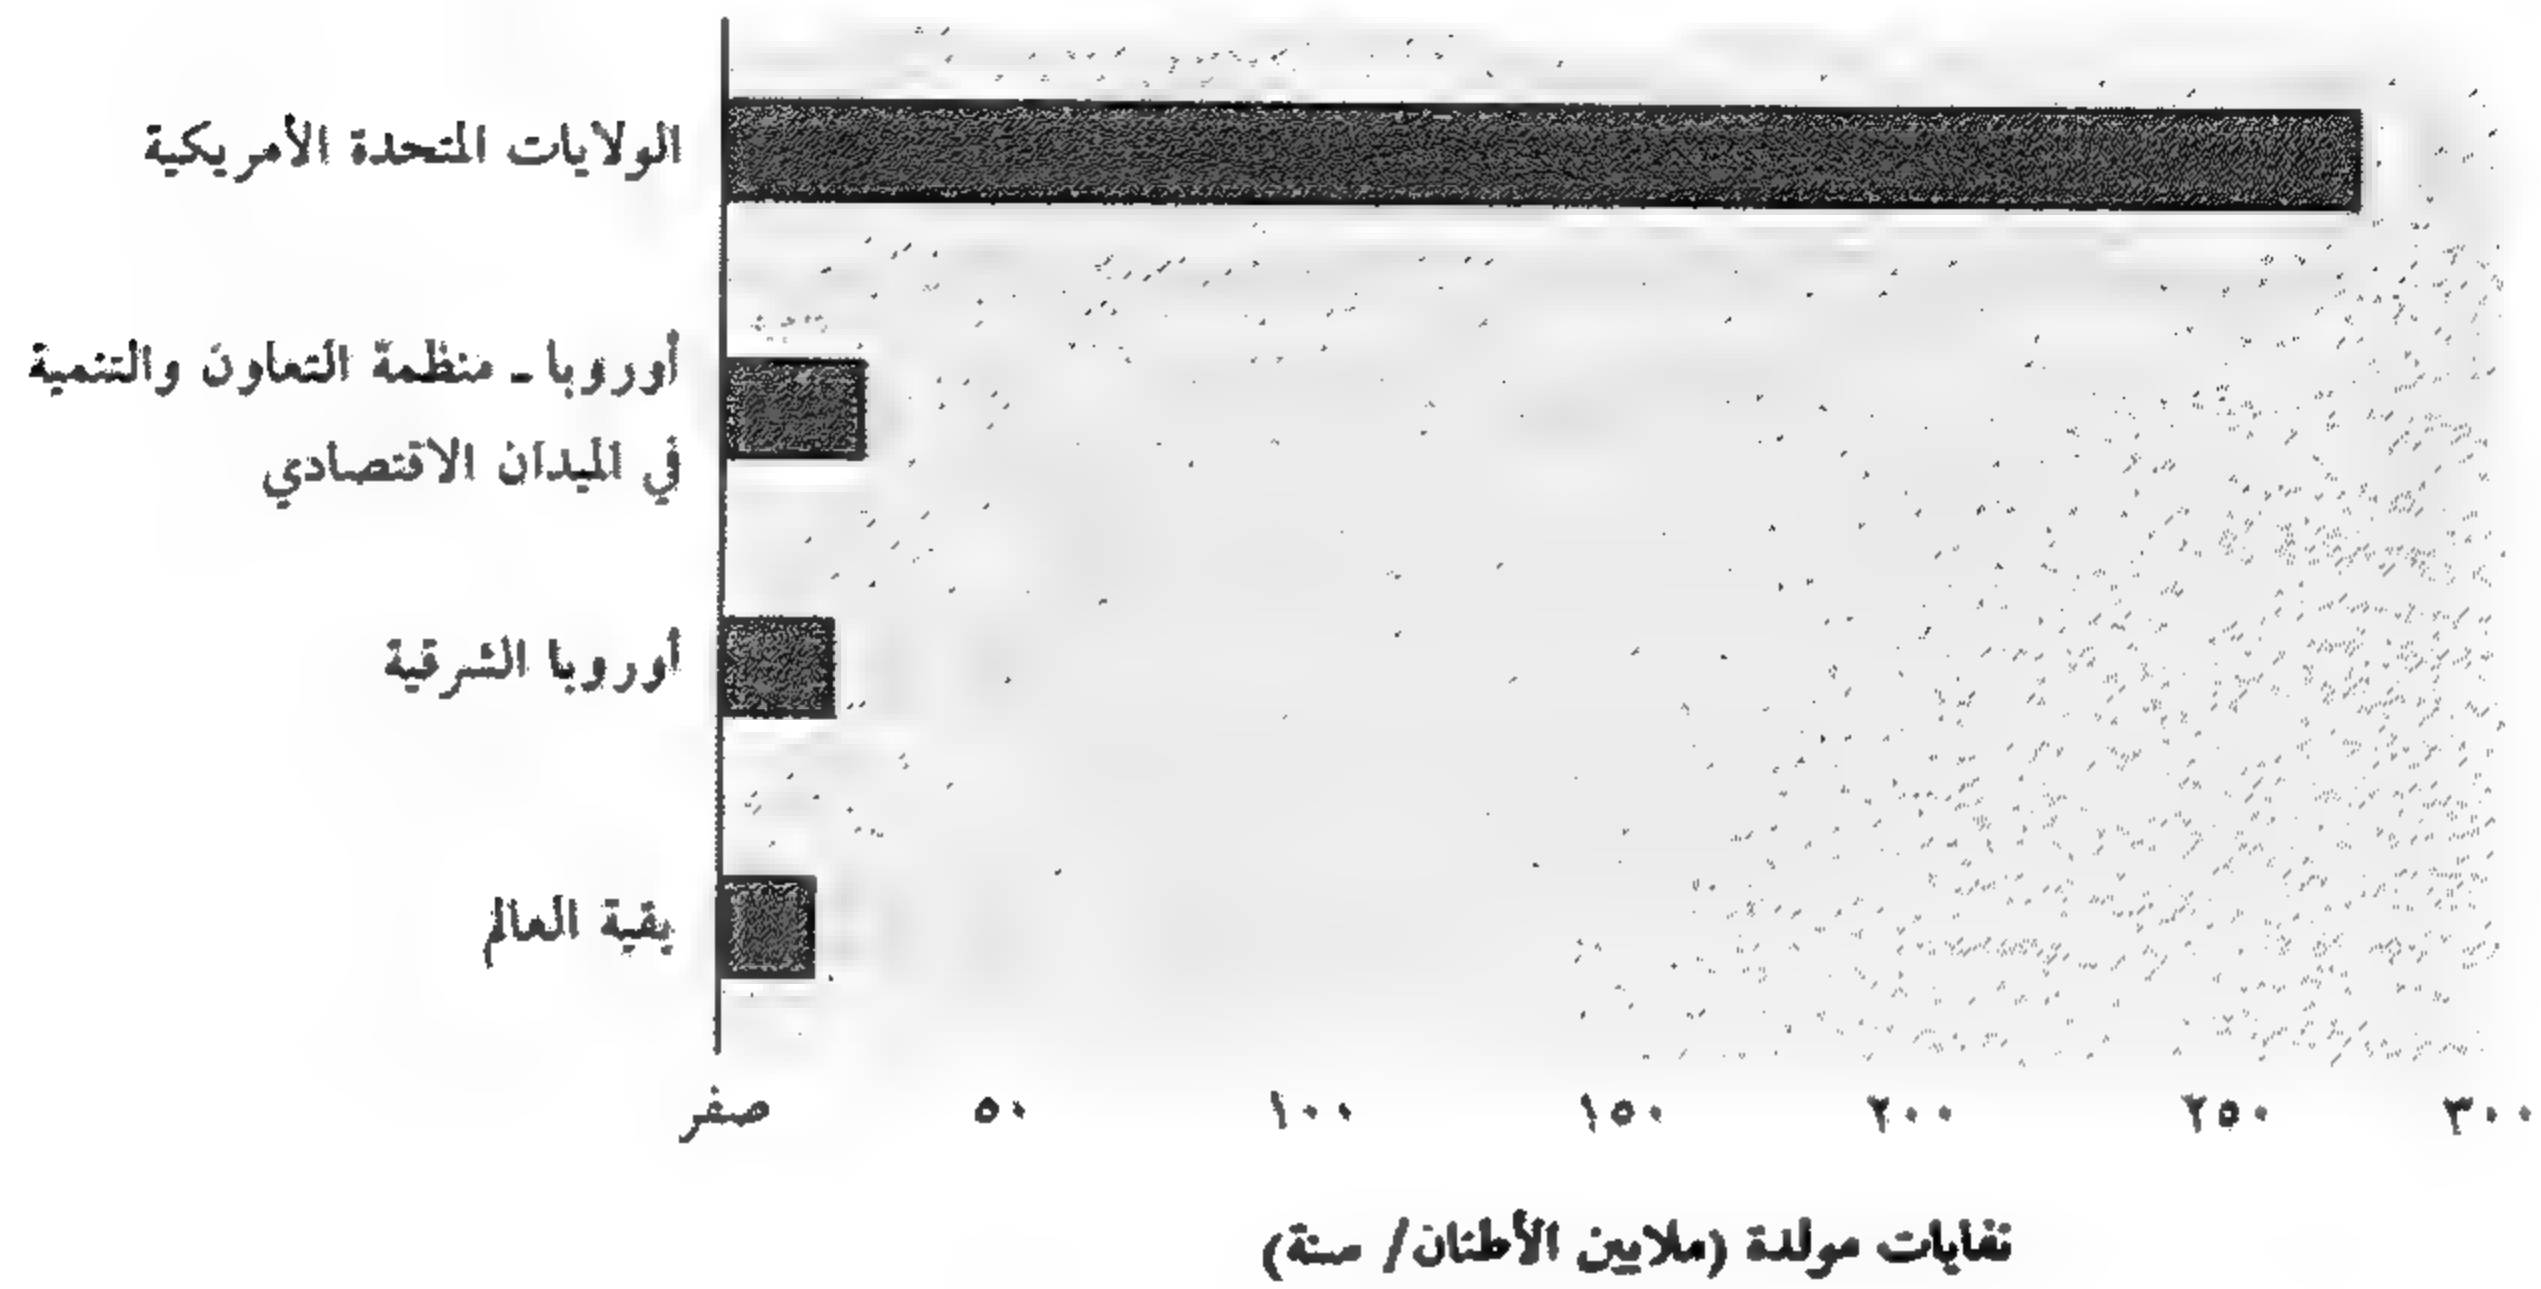 الولايات المتحدة الأمريكية
أوروبا ـ منظمة التعاون والتنمية
في الميدان الاقتصادي
أوروبا الشرقية
بقية العالم
صفر ٥٠ ١٠٠ ١٥٠ ٢٠٠ ٢٥٠ ٣٠٠
نفايات مولدة (ملايين الأطنان/ سنة)